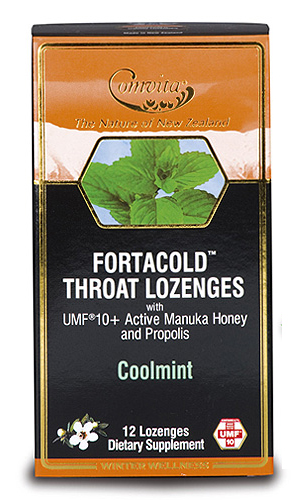 Comvita
The Nature of New Zealand
FORTACOLD™
THROAT LOZENGES
with
UMF®10+ Active Manuka Honey
and Propolis
Coolmint
12 Lozenges
Dietary Supplement
UMF®
10
WINTER WELLNESS